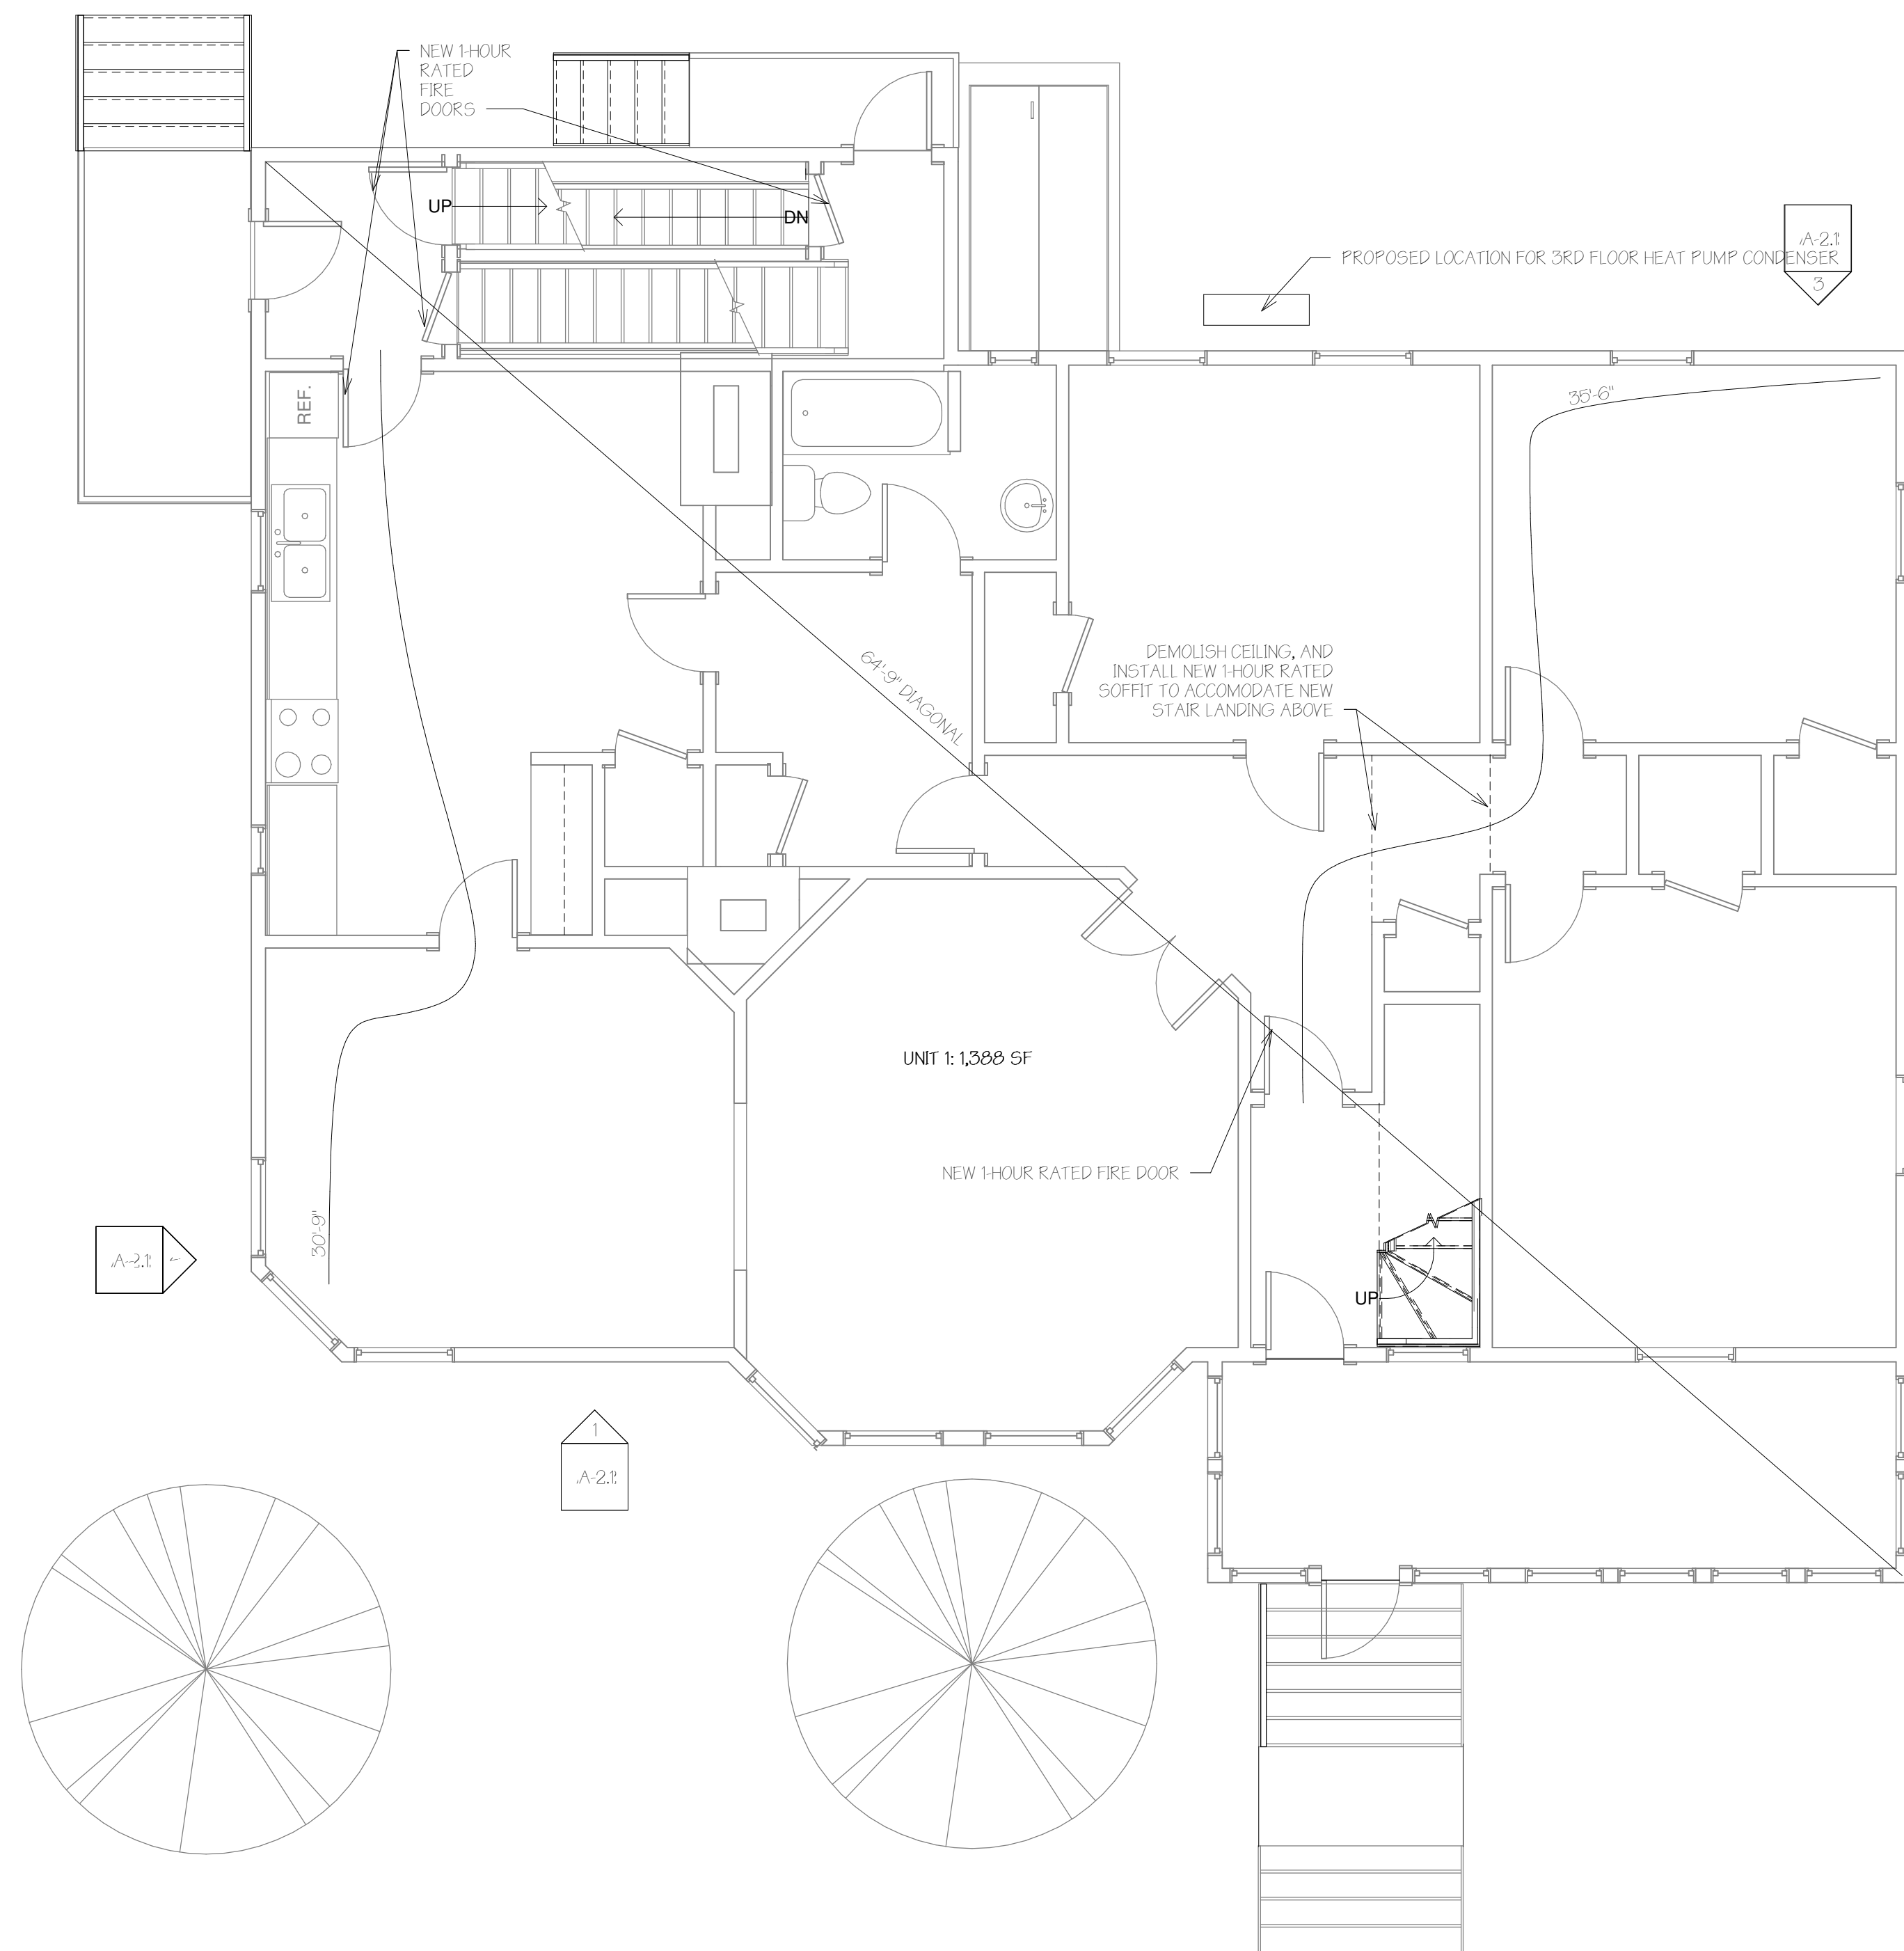 NEW 1-HOUR
RATED
FIRE
DOORS
UP
DN
A-2.1
3
PROPOSED LOCATION FOR 3RD FLOOR HEAT PUMP CONDENSER
REF.
35'-6"
DEMOLISH CEILING, AND
INSTALL NEW 1-HOUR RATED
SOFFIT TO ACCOMODATE NEW
STAIR LANDING ABOVE
64'-9" DIAGONAL
UNIT 1: 1,388 SF
NEW 1-HOUR RATED FIRE DOOR
30'-9"
A-2.1
UP
1
A-2.1